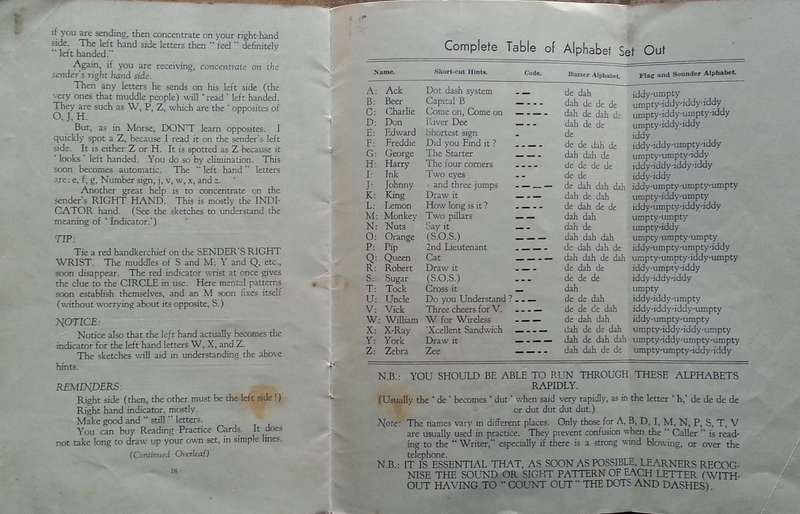 if you are sending, then concentrate on your right-hand
side. The left hand side letters then " feel " definitely
" left handed."
Again, if you are receiving, concentrate on the
sender's right hand side.
Then any letters he sends on his left side (the
very ones that muddle people) will ' read ' left handed.
They are such as W, P, Z, which are the ' opposites of
O, J, H.
But, as in Morse, DON'T learn opposites. I
quickly spot a Z, because I read it on the sender's left
side. It is either Z or H. It is spotted as Z because it
' looks ' left handed. You do so by elimination. This
soon becomes automatic. The " left hand " letters
are: e, f, g, Number sign, j, v, w, x, and z.
Another great help is to concentrate on the
sender's RIGHT HAND. This is mostly the INDI-
CATOR hand. (See the sketches to understand the
meaning of ' Indicator.')
TIP:
Tie a red handkerchief on the SENDER'S RIGHT
WRIST. The muddles of S and M; Y and Q, etc.,
soon disappear. The red indicator wrist at once gives
the clue to the CIRCLE in use. Here mental patterns
soon establish themselves, and an M soon fixes itself
(without worrying about its opposite, S.)
NOTICE:
Notice also that the left hand actually becomes the
indicator for the left hand letters W, X, and Z.
The sketches will aid in understanding the above
hints.
REMINDERS:
Right side (then, the other must be the left side!)
Right hand indicator, mostly.
Make good and " still " letters.
You can buy Reading Practice Cards. It does
not take long to draw up your own set, in simple lines.
(Continued Overleaf)
18
Complete Table of Alphabet Set Out
Name. Short-cut Hints. Code. Buzzer Alphabet. Flag and Sounder Alphabet.
A: Ack Dot dash system · — de dah iddy-umpty
B: Beer Capital B — · · · dah de de de umpty-iddy-iddy-iddy
C: Charlie Come on, Come on — · — · dah de dah de umpty-iddy-umpty-iddy
D: Don River Dee — · · dah de de umpty-iddy-iddy
E: Edward Shortest sign · de iddy
F: Freddie Did you Find it ? · · — · de de dah de iddy-iddy-umpty-iddy
G: George The Starter — — · dah dah de umpty-umpty-iddy
H: Harry The four corners · · · · de de de de iddy-iddy-iddy-iddy
I: Ink Two eyes · · de de iddy-iddy
J: Johnny · and three jumps · — — — de dah dah dah iddy-umpty-umpty-umpty
K: King Draw it — · — dah de dah umpty-iddy-umpty
L: Lemon How long is it ? · — · · de dah de de iddy-umpty-iddy-iddy
M: Monkey Two pillars — — dah dah umpty-umpty
N: Nuts Say it — · dah de umpty-iddy
O: Orange (S.O.S.) — — — dah dah dah umpty-umpty-umpty
P: Pip 2nd Lieutenant · — — · de dah dah de iddy-umpty-umpty-iddy
Q: Queen Cat — — · — dah dah de dah umpty-umpty-iddy-umpty
R: Robert Draw it · — · de dah de iddy-umpty-iddy
S: Sugar (S.O.S.) · · · de de de iddy-iddy-iddy
T: Tock Cross it — dah umpty
U: Uncle Do you Understand ? · · — de de dah iddy-iddy-umpty
V: Vick Three cheers for V. · · · — de de de dah iddy-iddy-iddy-umpty
W: William W for Wireless · — — de dah dah iddy-umpty-umpty
X: X-Ray 'Xcellent Sandwich — · · — dah de de dah umpty-iddy-iddy-umpty
Y: York Draw it — · — — dah de dah dah umpty-iddy-umpty-umpty
Z: Zebra Zee — — · · dah dah de de umpty-umpty-iddy-iddy
N.B.: YOU SHOULD BE ABLE TO RUN THROUGH THESE ALPHABETS
RAPIDLY.
(Usually the ' de ' becomes ' dut ' when said very rapidly, as in the letter ' h,' de de de de
or dut dut dut dut.)
Note: The names vary in different places. Only those for A, B, D, I, M, N, P, S, T, V
are usually used in practice. They prevent confusion when the " Caller " is read-
ing to the " Writer," especially if there is a strong wind blowing, or over the
telephone.
N.B.: IT IS ESSENTIAL THAT, AS SOON AS POSSIBLE, LEARNERS RECOG-
NISE THE SOUND OR SIGHT PATTERN OF EACH LETTER (WITH-
OUT HAVING TO " COUNT OUT " THE DOTS AND DASHES).